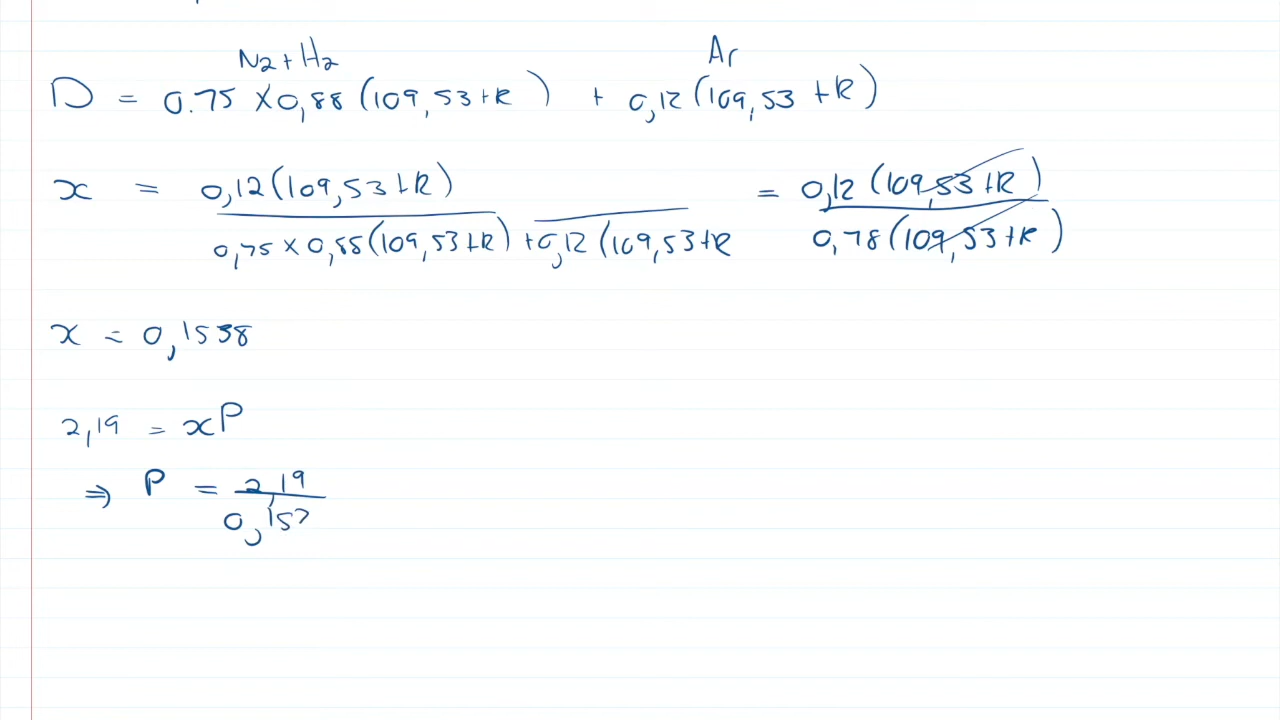 N2 + H2 Ar
D = 0.75 × 0,88 (109,53 + R) + 0,12 (109,53 + R)
x = 0,12 (109,53 + R) / 0,75 × 0,88 (109,53 + R) + 0,12 (109,53 + R = 0,12 (109,53 + R) / 0,78 (109,53 + R)
x = 0,1538
2,19 = xP
⇒ P = 2,19 / 0,153